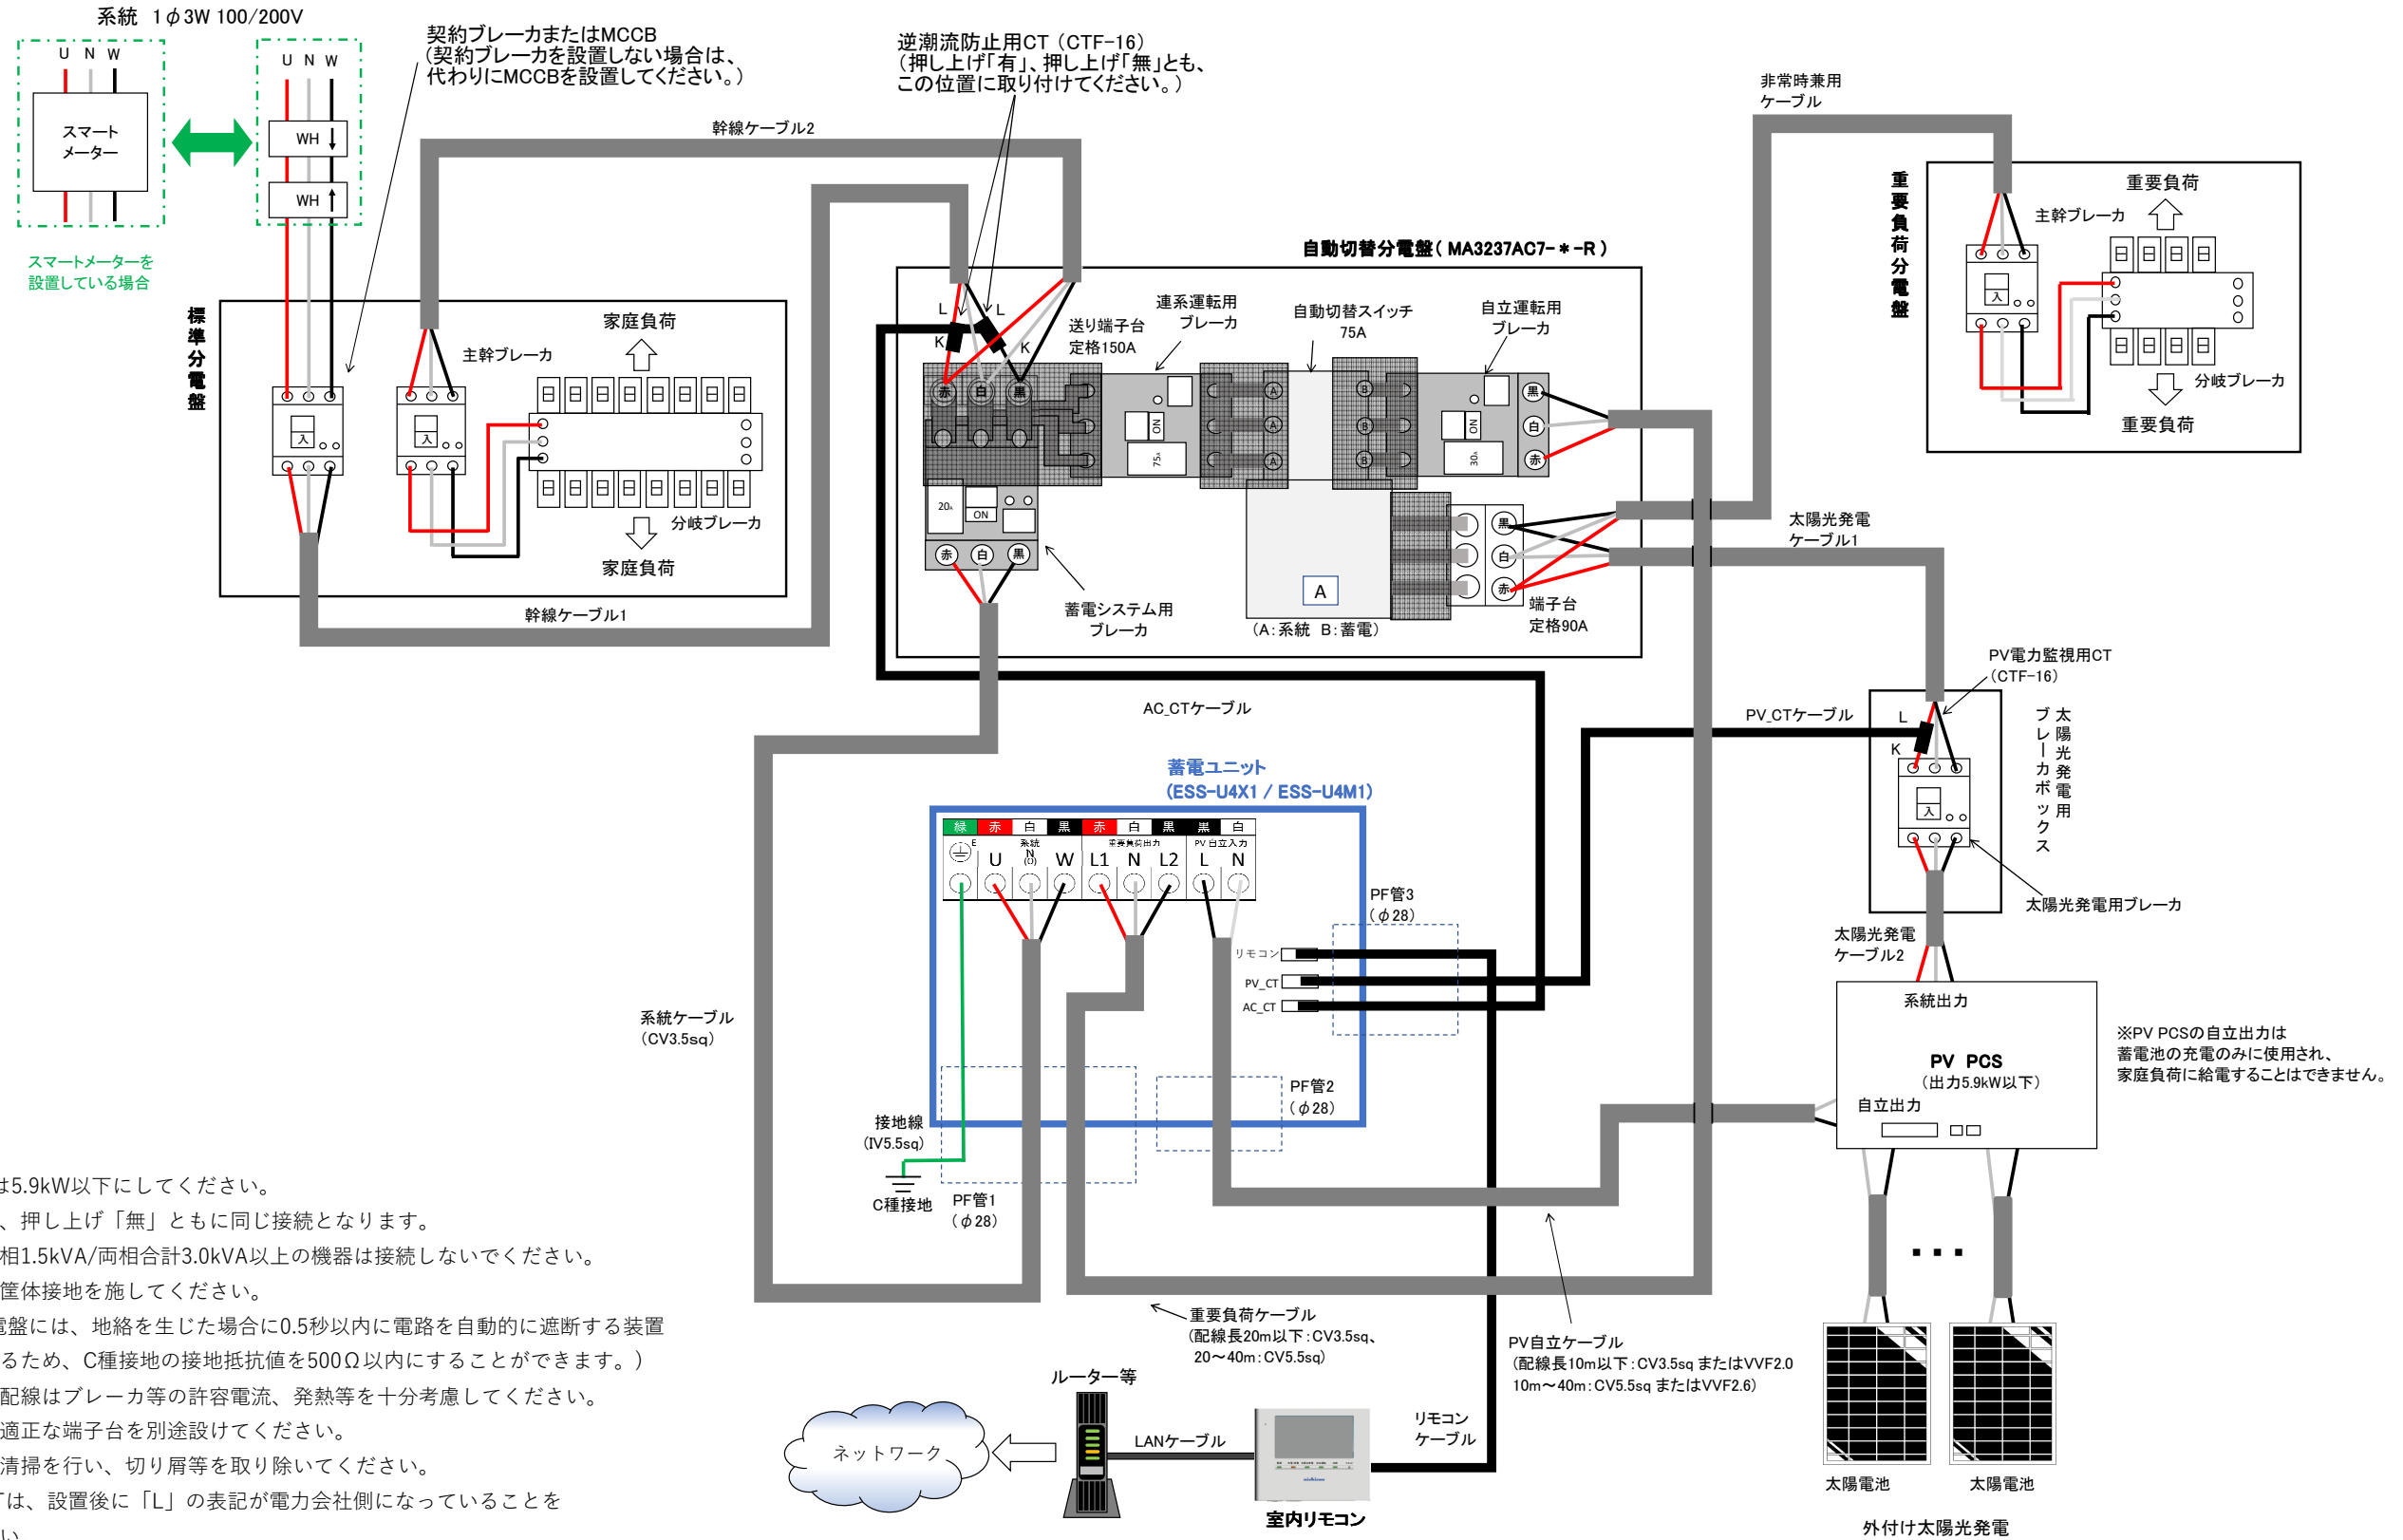 系統 1φ3W 100/200V
U N W
スマート
メーター
スマートメーターを
設置している場合
U N W
WH
WH
契約ブレーカまたはMCCB
(契約ブレーカを設置しない場合は、
代わりにMCCBを設置してください。)
逆潮流防止用CT (CTF-16)
(押し上げ「有」、押し上げ「無」とも、
この位置に取り付けてください。)
幹線ケーブル2
非常時兼用
ケーブル
標準分電盤
主幹ブレーカ
家庭負荷
入
入
分岐ブレーカ
家庭負荷
幹線ケーブル1
自動切替分電盤( MA3237AC7-*-R )
L
L
K
K
送り端子台
定格150A
連系運転用
ブレーカ
自動切替スイッチ
75A
自立運転用
ブレーカ
赤 白 黒
ON
75A
A
A
A
B
B
B
ON
30A
黒
白
赤
20A
ON
赤 白 黒
蓄電システム用
ブレーカ
A
(A:系統 B:蓄電)
黒
白
赤
端子台
定格90A
重要負荷分電盤
重要負荷
主幹ブレーカ
入
分岐ブレーカ
重要負荷
太陽光発電
ケーブル1
PV電力監視用CT
(CTF-16)
L
K
入
太陽光発電用
ブレーカボックス
太陽光発電用ブレーカ
太陽光発電
ケーブル2
AC_CTケーブル
PV_CTケーブル
蓄電ユニット
(ESS-U4X1 / ESS-U4M1)
緑 赤 白 黒 赤 白 黒 黒 白
E 系統 重要負荷出力 PV自立入力
U N(O) W L1 N L2 L N
PF管3
(φ28)
リモコン
PV_CT
AC_CT
系統ケーブル
(CV3.5sq)
PF管2
(φ28)
接地線
(IV5.5sq)
C種接地
PF管1
(φ28)
系統出力
PV PCS
(出力5.9kW以下)
自立出力
※PV PCSの自立出力は
蓄電池の充電のみに使用され、
家庭負荷に給電することはできません。
は5.9kW以下にしてください。
、押し上げ「無」ともに同じ接続となります。
相1.5kVA/両相合計3.0kVA以上の機器は接続しないでください。
筐体接地を施してください。
電盤には、地絡を生じた場合に0.5秒以内に電路を自動的に遮断する装置
るため、C種接地の接地抵抗値を500Ω以内にすることができます。)
配線はブレーカ等の許容電流、発熱等を十分考慮してください。
適正な端子台を別途設けてください。
清掃を行い、切り屑等を取り除いてください。
Tは、設置後に「L」の表記が電力会社側になっていることを
い
重要負荷ケーブル
(配線長20m以下:CV3.5sq、
20~40m:CV5.5sq)
PV自立ケーブル
(配線長10m以下:CV3.5sq またはVVF2.0
10m~40m:CV5.5sq またはVVF2.6)
ルーター等
ネットワーク
LANケーブル
リモコン
ケーブル
室内リモコン
太陽電池
太陽電池
外付け太陽光発電